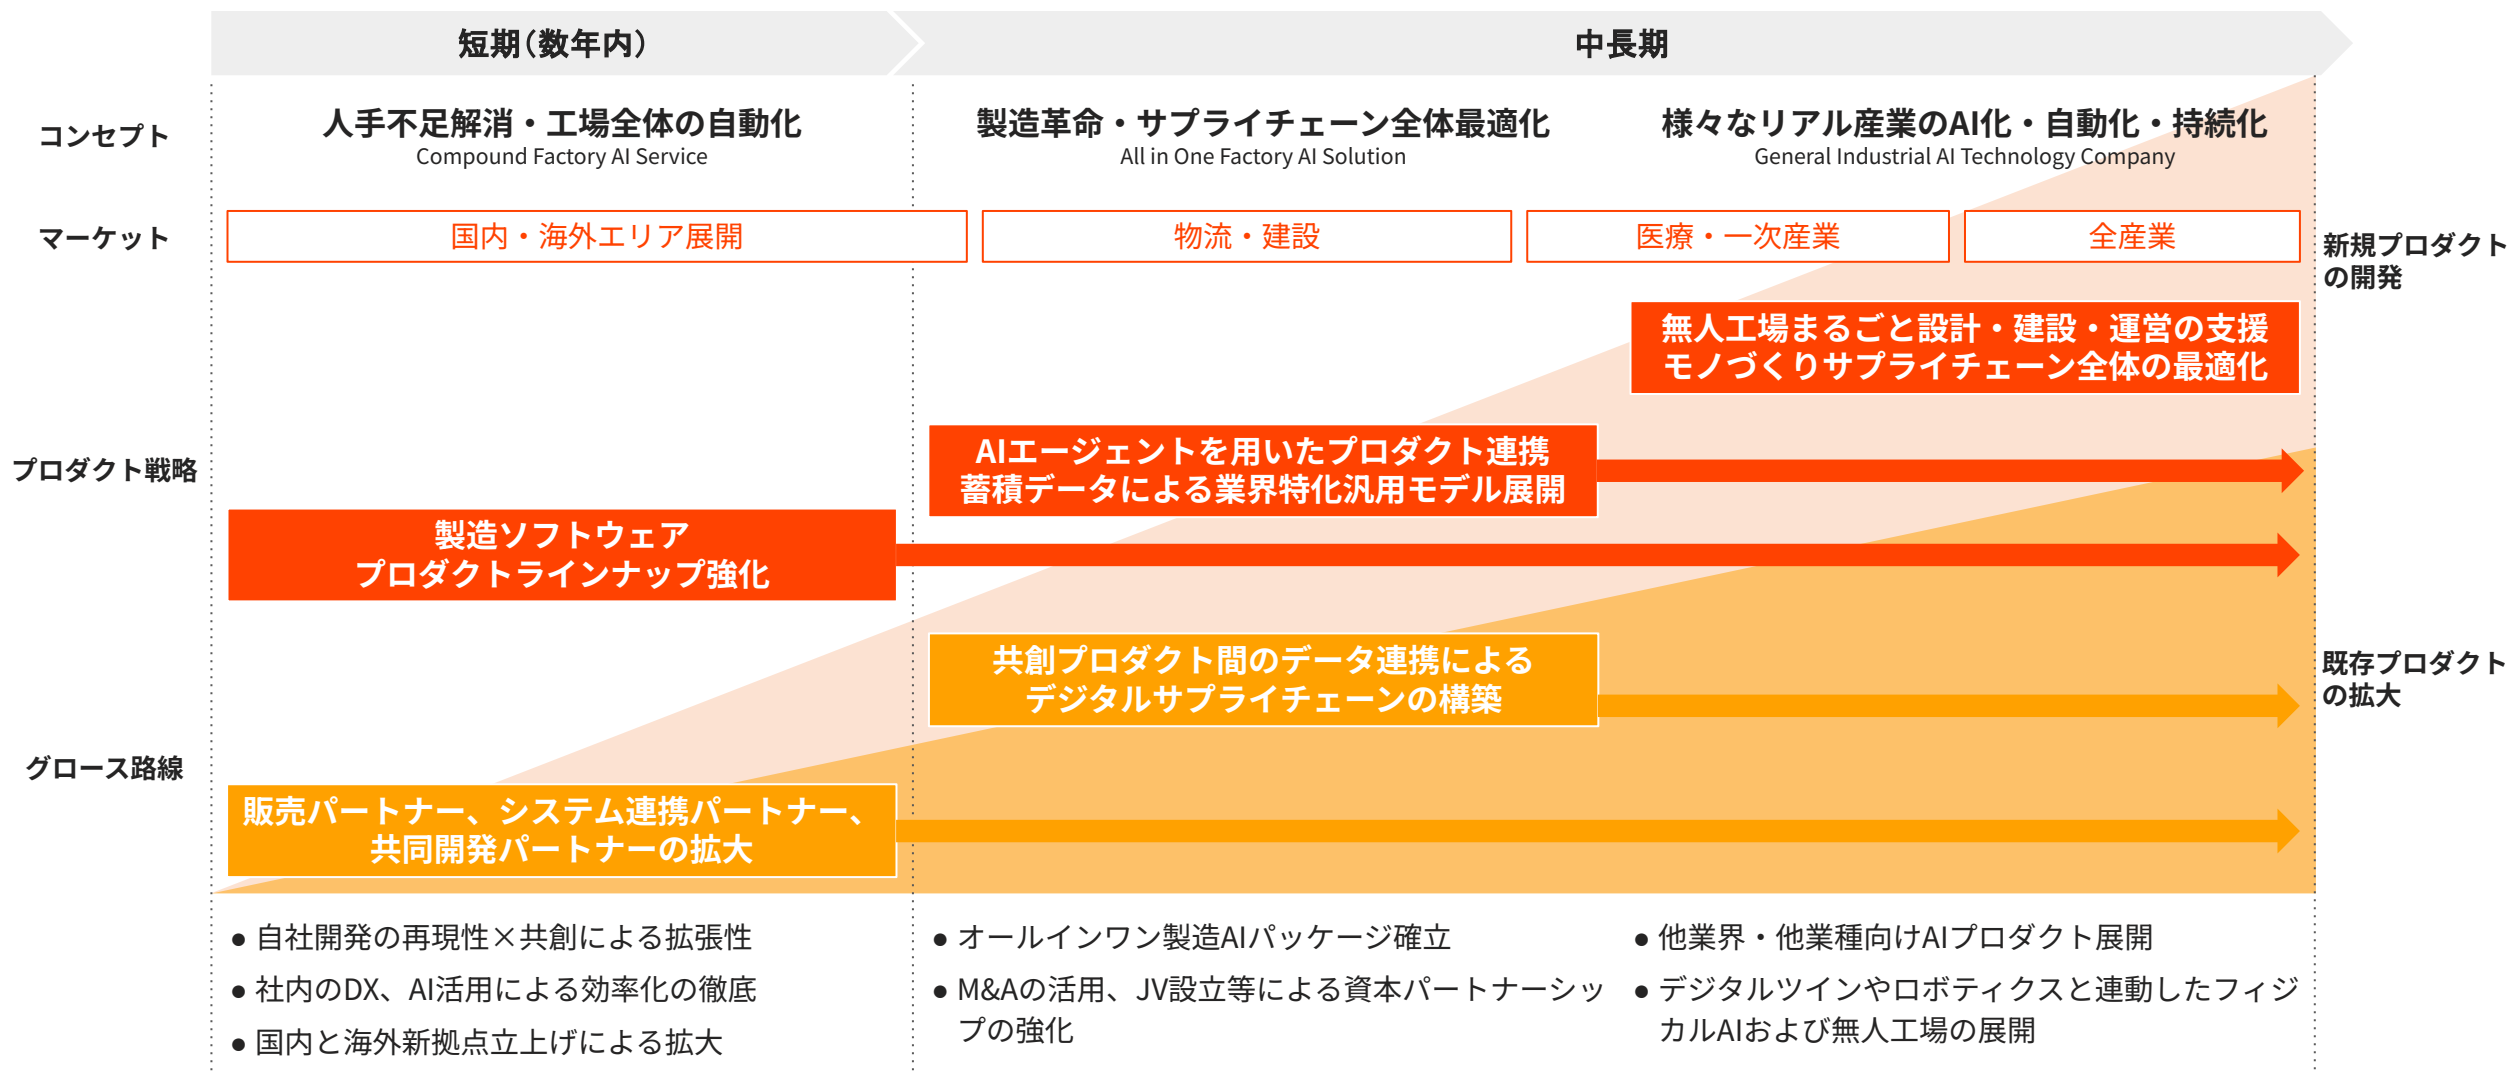 短期（数年内）
中長期
コンセプト
人手不足解消・工場全体の自動化
Compound Factory AI Service
製造革命・サプライチェーン全体最適化
All in One Factory AI Solution
様々なリアル産業のAI化・自動化・持続化
General Industrial AI Technology Company
マーケット
国内・海外エリア展開
物流・建設
医療・一次産業
全産業
新規プロダクト
の開発
無人工場まるごと設計・建設・運営の支援
モノづくりサプライチェーン全体の最適化
プロダクト戦略
AIエージェントを用いたプロダクト連携
蓄積データによる業界特化汎用モデル展開
製造ソフトウェア
プロダクトラインナップ強化
共創プロダクト間のデータ連携による
デジタルサプライチェーンの構築
既存プロダクト
の拡大
グロース路線
販売パートナー、システム連携パートナー、
共同開発パートナーの拡大
● 自社開発の再現性×共創による拡張性
● 社内のDX、AI活用による効率化の徹底
● 国内と海外新拠点立上げによる拡大
● オールインワン製造AIパッケージ確立
● M&Aの活用、JV設立等による資本パートナーシッ
プの強化
● 他業界・他業種向けAIプロダクト展開
● デジタルツインやロボティクスと連動したフィジ
カルAIおよび無人工場の展開